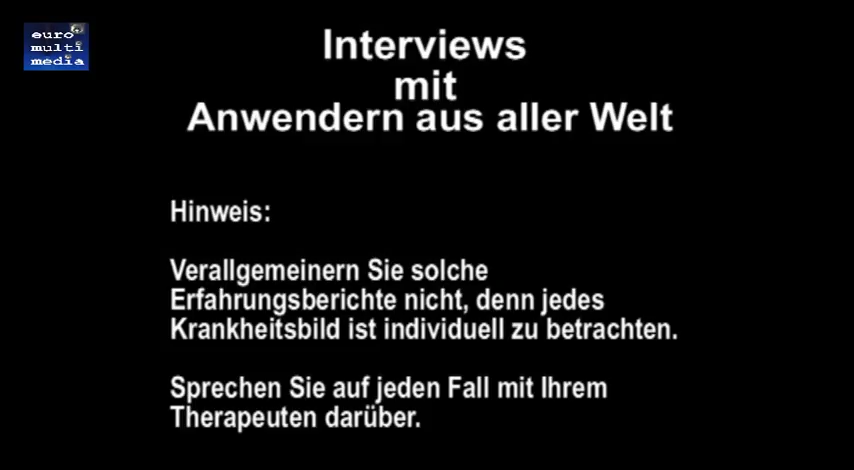 euro
multi
media
Interviews
mit
Anwendern aus aller Welt
Hinweis:
Verallgemeinern Sie solche
Erfahrungsberichte nicht, denn jedes
Krankheitsbild ist individuell zu betrachten.
Sprechen Sie auf jeden Fall mit Ihrem
Therapeuten darüber.